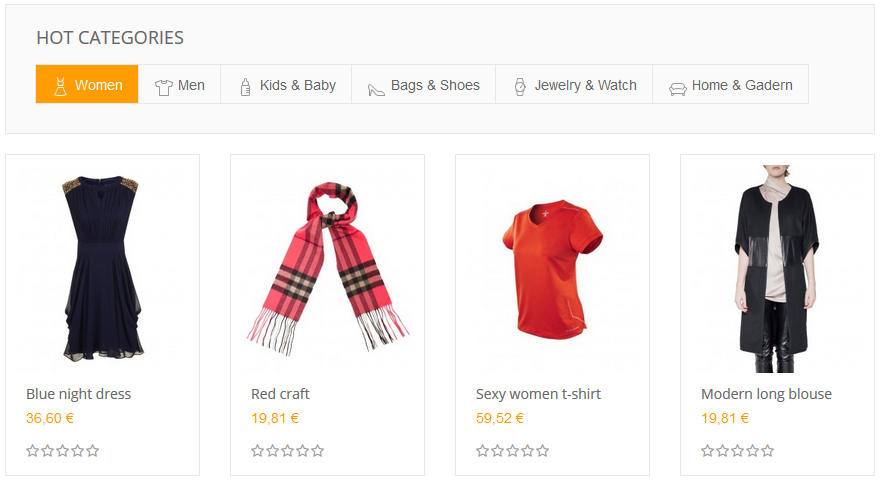 HOT CATEGORIES
Women Men Kids & Baby Bags & Shoes Jewelry & Watch Home & Gadern
Blue night dress Red craft Sexy women t-shirt Modern long blouse
36,60 € 19,81 € 59,52 € 19,81 €